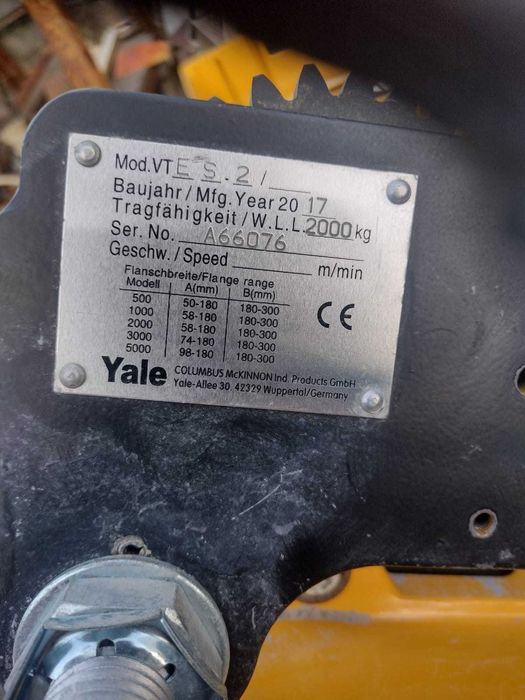 Mod.VTE S.2/___
Baujahr/Mfg.Year 20 17
Tragfähigkeit/W.L.L. 2000 kg
Ser. No. A66076
Geschw./Speed ________ m/min
Flanschbreite/Flange range
Modell A(mm) B(mm)
500 50-180 180-300
1000 58-180 180-300
2000 58-180 180-300
3000 74-180 180-300
5000 98-180 180-300
CE
Yale COLUMBUS McKINNON Ind. Products GmbH
Yale-Allee 30, 42329 Wuppertal/Germany